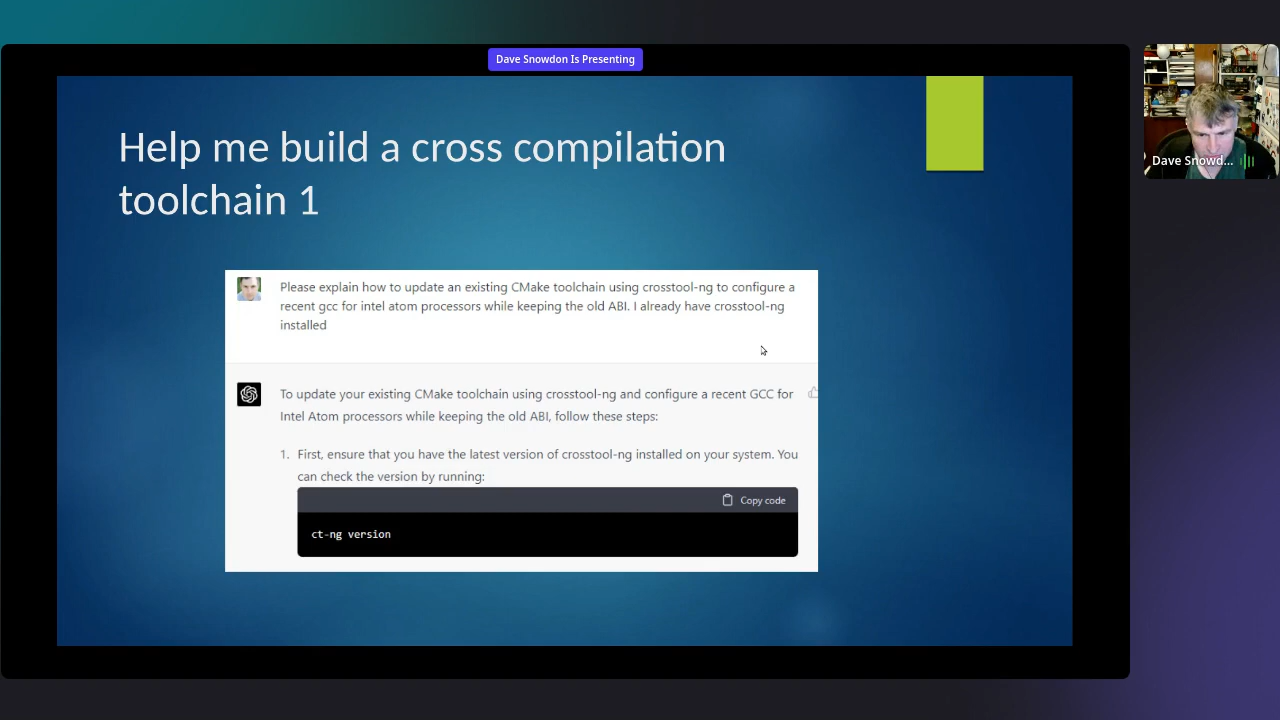 Dave Snowdon Is Presenting
Help me build a cross compilation
toolchain 1
Please explain how to update an existing CMake toolchain using crosstool-ng to configure a
recent gcc for intel atom processors while keeping the old ABI. I already have crosstool-ng
installed
To update your existing CMake toolchain using crosstool-ng and configure a recent GCC for
Intel Atom processors while keeping the old ABI, follow these steps:
1. First, ensure that you have the latest version of crosstool-ng installed on your system. You
can check the version by running:
Copy code
ct-ng version
Dave Snowd...